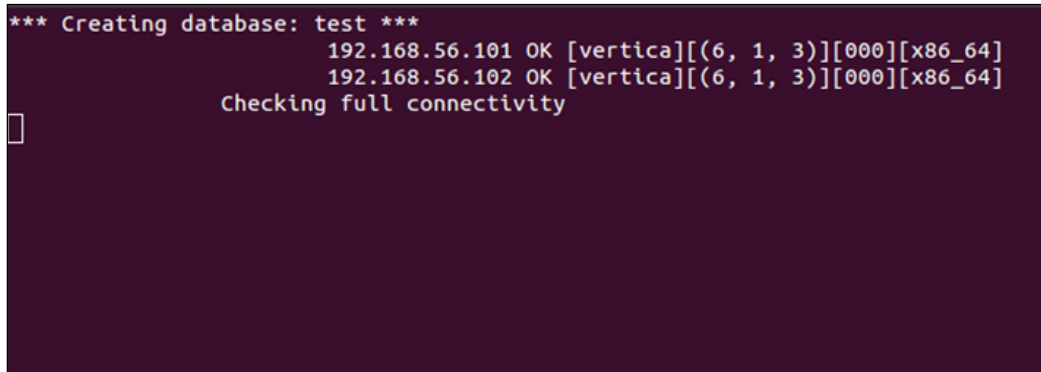 *** Creating database: test ***
192.168.56.101 OK [vertica][(6, 1, 3)][000][x86_64]
192.168.56.102 OK [vertica][(6, 1, 3)][000][x86_64]
Checking full connectivity